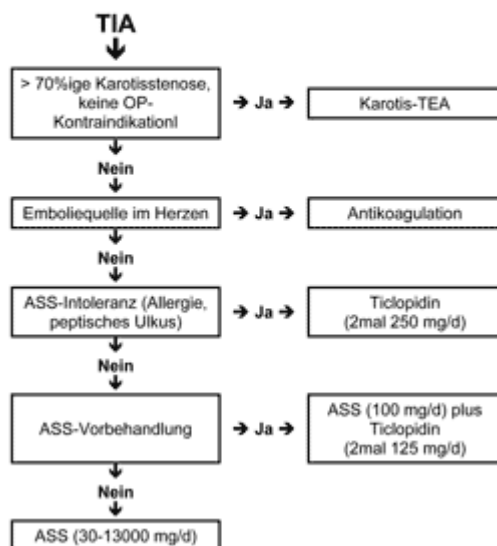 TIA
> 70%ige Karotisstenose,
keine OP-
Kontraindikationl
→ Ja →
Karotis-TEA
Nein
Emboliequelle im Herzen
→ Ja →
Antikoagulation
Nein
ASS-Intoleranz (Allergie,
peptisches Ulkus)
→ Ja →
Ticlopidin
(2mal 250 mg/d)
Nein
ASS-Vorbehandlung
→ Ja →
ASS (100 mg/d) plus
Ticlopidin
(2mal 125 mg/d)
Nein
ASS (30-13000 mg/d)